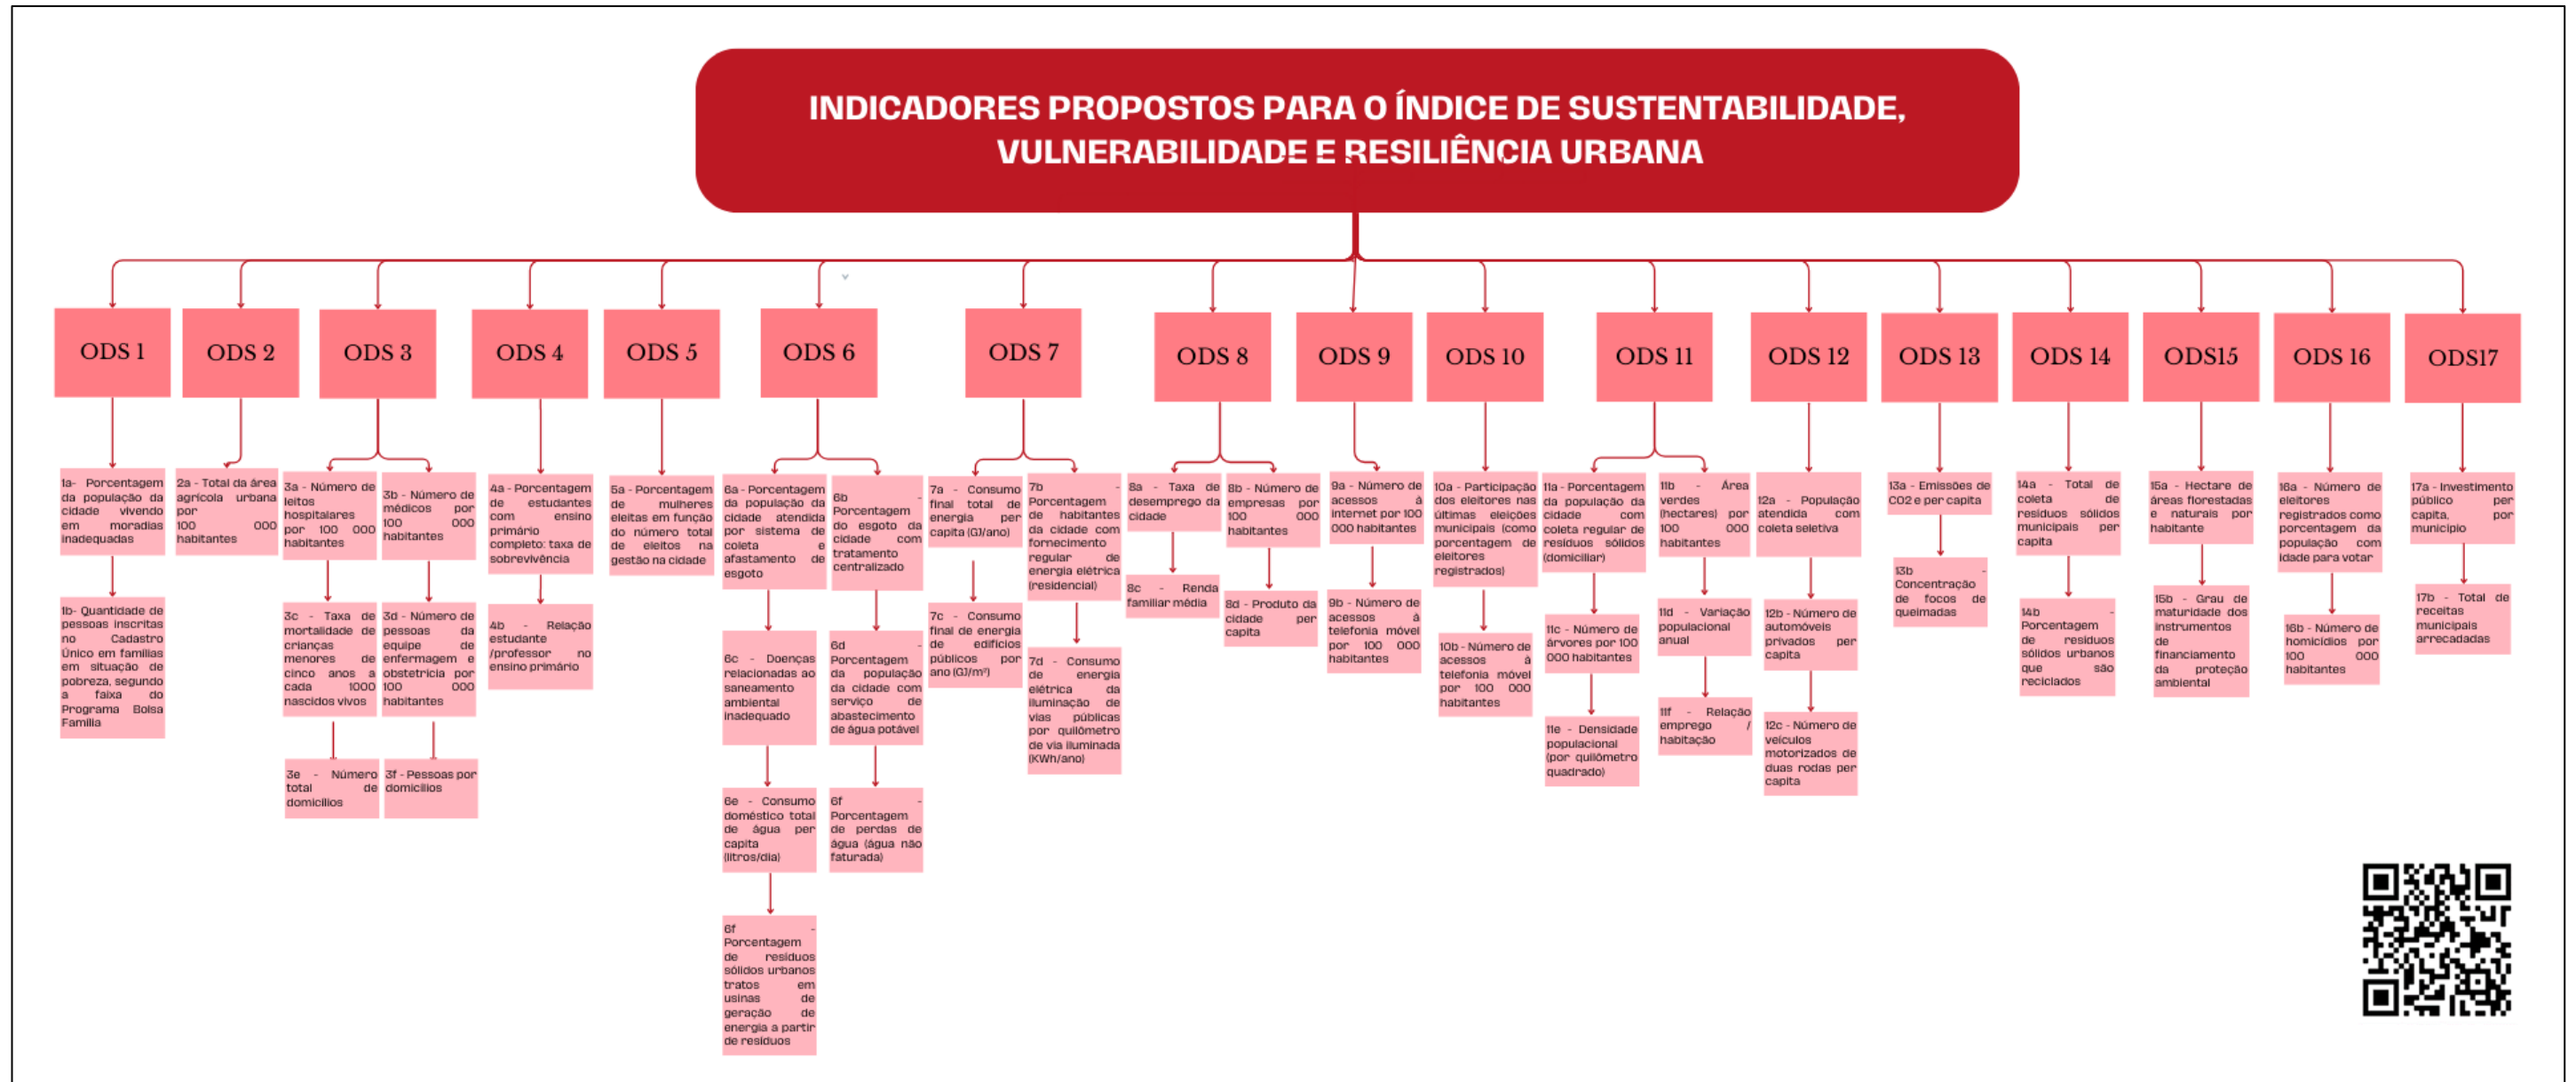 INDICADORES PROPOSTOS PARA O ÍNDICE DE SUSTENTABILIDADE,
VULNERABILIDADE E RESILIÊNCIA URBANA
ODS 1
ODS 2
ODS 3
ODS 4
ODS 5
ODS 6
ODS 7
ODS 8
ODS 9
ODS 10
ODS 11
ODS 12
ODS 13
ODS 14
ODS15
ODS 16
ODS17
1a- Porcentagem
da população da
cidade vivendo
em moradias
inadequadas
1b- Quantidade de
pessoas inscritas
no Cadastro
Único em famílias
em situação de
pobreza, segundo
a faixa do
Programa Bolsa
Família
2a - Total da área
agrícola urbana
por
100 000
habitantes
3a - Número de
leitos
hospitalares
por 100 000
habitantes
3b - Número de
médicos por
100 000
habitantes
3c - Taxa de
mortalidade de
crianças
menores de
cinco anos a
cada 1000
nascidos vivos
3d - Número de
pessoas da
equipe de
enfermagem e
obstetrícia por
100 000
habitantes
3e - Número
total de
domicílios
3f - Pessoas por
domicílios
4a - Porcentagem
de estudantes
com ensino
primário
completo: taxa de
sobrevivência
4b - Relação
estudante
/professor no
ensino primário
5a - Porcentagem
de mulheres
eleitas em função
do número total
de eleitos na
gestão na cidade
6a - Porcentagem
da população da
cidade atendida
por sistema de
coleta e
afastamento de
esgoto
6b -
Porcentagem
do esgoto da
cidade com
tratamento
centralizado
6c - Doenças
relacionadas ao
saneamento
ambiental
inadequado
6d -
Porcentagem
da população
da cidade com
serviço de
abastecimento
de água potável
6e - Consumo
doméstico total
de água per
capita
(litros/dia)
6f -
Porcentagem
de perdas de
água (água não
faturada)
6f -
Porcentagem
de resíduos
sólidos urbanos
tratos em
usinas de
geração de
energia a partir
de resíduos
7a - Consumo
final total de
energia per
capita (GJ/ano)
7b -
Porcentagem
de habitantes
da cidade com
fornecimento
regular de
energia elétrica
(residencial)
7c - Consumo
final de energia
de edifícios
públicos por
ano (GJ/m²)
7d - Consumo
de energia
elétrica da
iluminação de
vias públicas
por quilômetro
de via iluminada
(KWh/ano)
8a - Taxa de
desemprego da
cidade
8b - Número de
empresas por
100 000
habitantes
8c - Renda
familiar média
8d - Produto da
cidade per
capita
9a - Número de
acessos à
internet por 100
000 habitantes
9b - Número de
acessos à
telefonia móvel
por 100 000
habitantes
10a - Participação
dos eleitores nas
últimas eleições
municipais (como
porcentagem de
eleitores
registrados)
10b - Número de
acessos à
telefonia móvel
por 100 000
habitantes
11a - Porcentagem
da população da
cidade com
coleta regular de
resíduos sólidos
(domiciliar)
11b - Área
verdes
(hectares) por
100 000
habitantes
11c - Número de
árvores por 100
000 habitantes
11d - Variação
populacional
anual
11e - Densidade
populacional
(por quilômetro
quadrado)
11f - Relação
emprego /
habitação
12a - População
atendida com
coleta seletiva
12b - Número de
automóveis
privados per
capita
12c - Número de
veículos
motorizados de
duas rodas per
capita
13a - Emissões de
CO2 e per capita
13b -
Concentração
de focos de
queimadas
14a - Total de
coleta de
resíduos sólidos
municipais per
capita
14b -
Porcentagem
de resíduos
sólidos urbanos
que são
reciclados
15a - Hectare de
áreas florestadas
e naturais por
habitante
15b - Grau de
maturidade dos
instrumentos
de
financiamento
da proteção
ambiental
16a - Número de
eleitores
registrados como
porcentagem da
população com
idade para votar
16b - Número de
homicídios por
100 000
habitantes
17a - Investimento
público per
capita, por
município
17b - Total de
receitas
municipais
arrecadadas